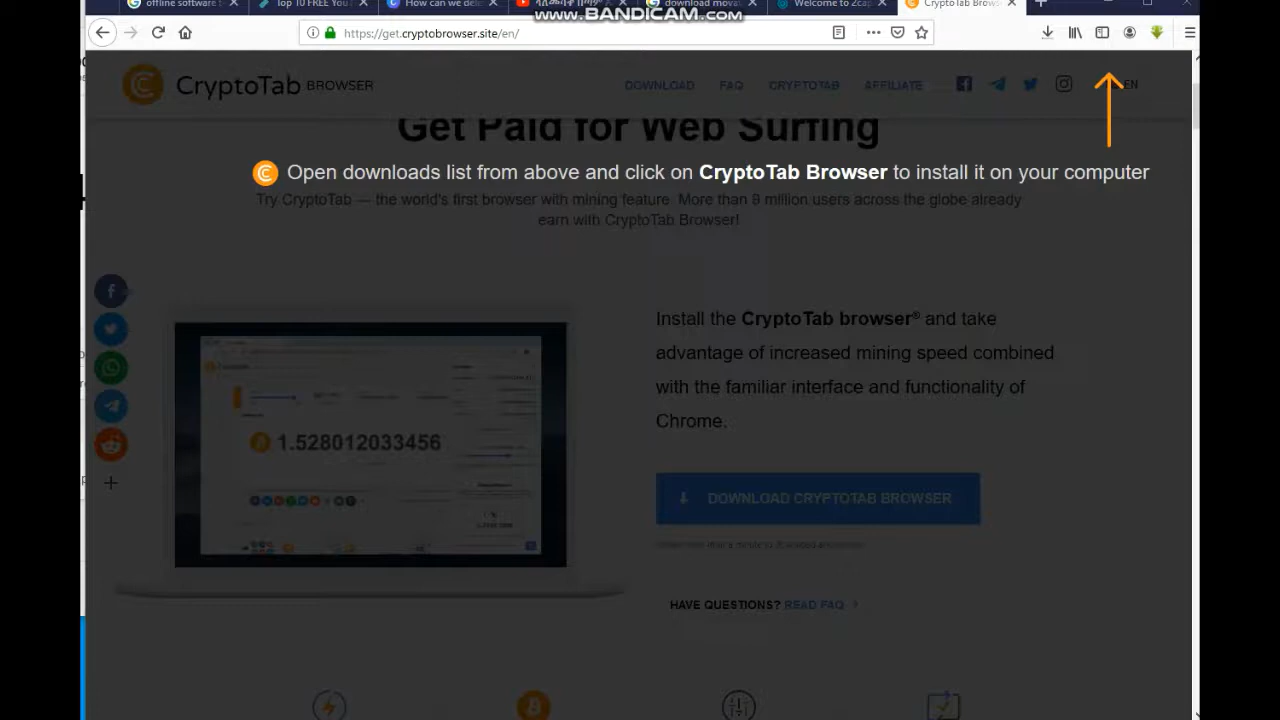 offline software
Top 10 FREE You
How can we dele
download mova
Welcome to Zca
CryptoTab Brows
WWW.BANDICAM.COM
https://get.cryptobrowser.site/en/
CryptoTab BROWSER
DOWNLOAD FAQ CRYPTOTAB AFFILIATE EN
Get Paid for Web Surfing
Open downloads list from above and click on CryptoTab Browser to install it on your computer
Try CryptoTab — the world's first browser with mining feature. More than 9 million users across the globe already
earn with CryptoTab Browser!
Install the CryptoTab browser® and take
advantage of increased mining speed combined
with the familiar interface and functionality of
Chrome.
1.528012033456
DOWNLOAD CRYPTOTAB BROWSER
HAVE QUESTIONS? READ FAQ